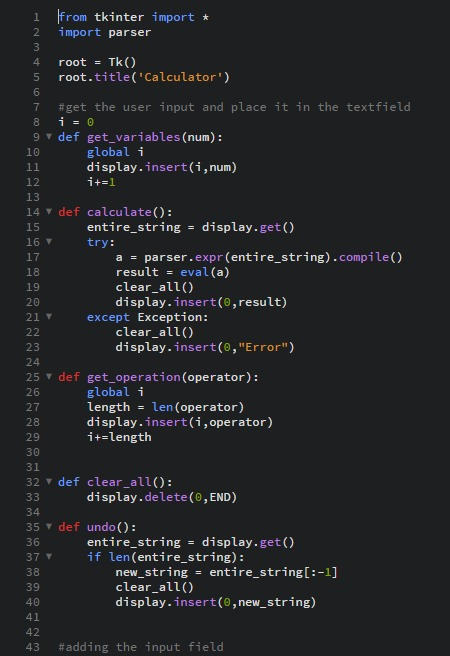 1 from tkinter import *
2 import parser
3
4 root = Tk()
5 root.title('Calculator')
6
7 #get the user input and place it in the textfield
8 i = 0
9 def get_variables(num):
10     global i
11     display.insert(i,num)
12     i+=1
13
14 def calculate():
15     entire_string = display.get()
16     try:
17         a = parser.expr(entire_string).compile()
18         result = eval(a)
19         clear_all()
20         display.insert(0,result)
21     except Exception:
22         clear_all()
23         display.insert(0,"Error")
24
25 def get_operation(operator):
26     global i
27     length = len(operator)
28     display.insert(i,operator)
29     i+=length
30
31
32 def clear_all():
33     display.delete(0,END)
34
35 def undo():
36     entire_string = display.get()
37     if len(entire_string):
38         new_string = entire_string[:-1]
39         clear_all()
40         display.insert(0,new_string)
41
42
43 #adding the input field